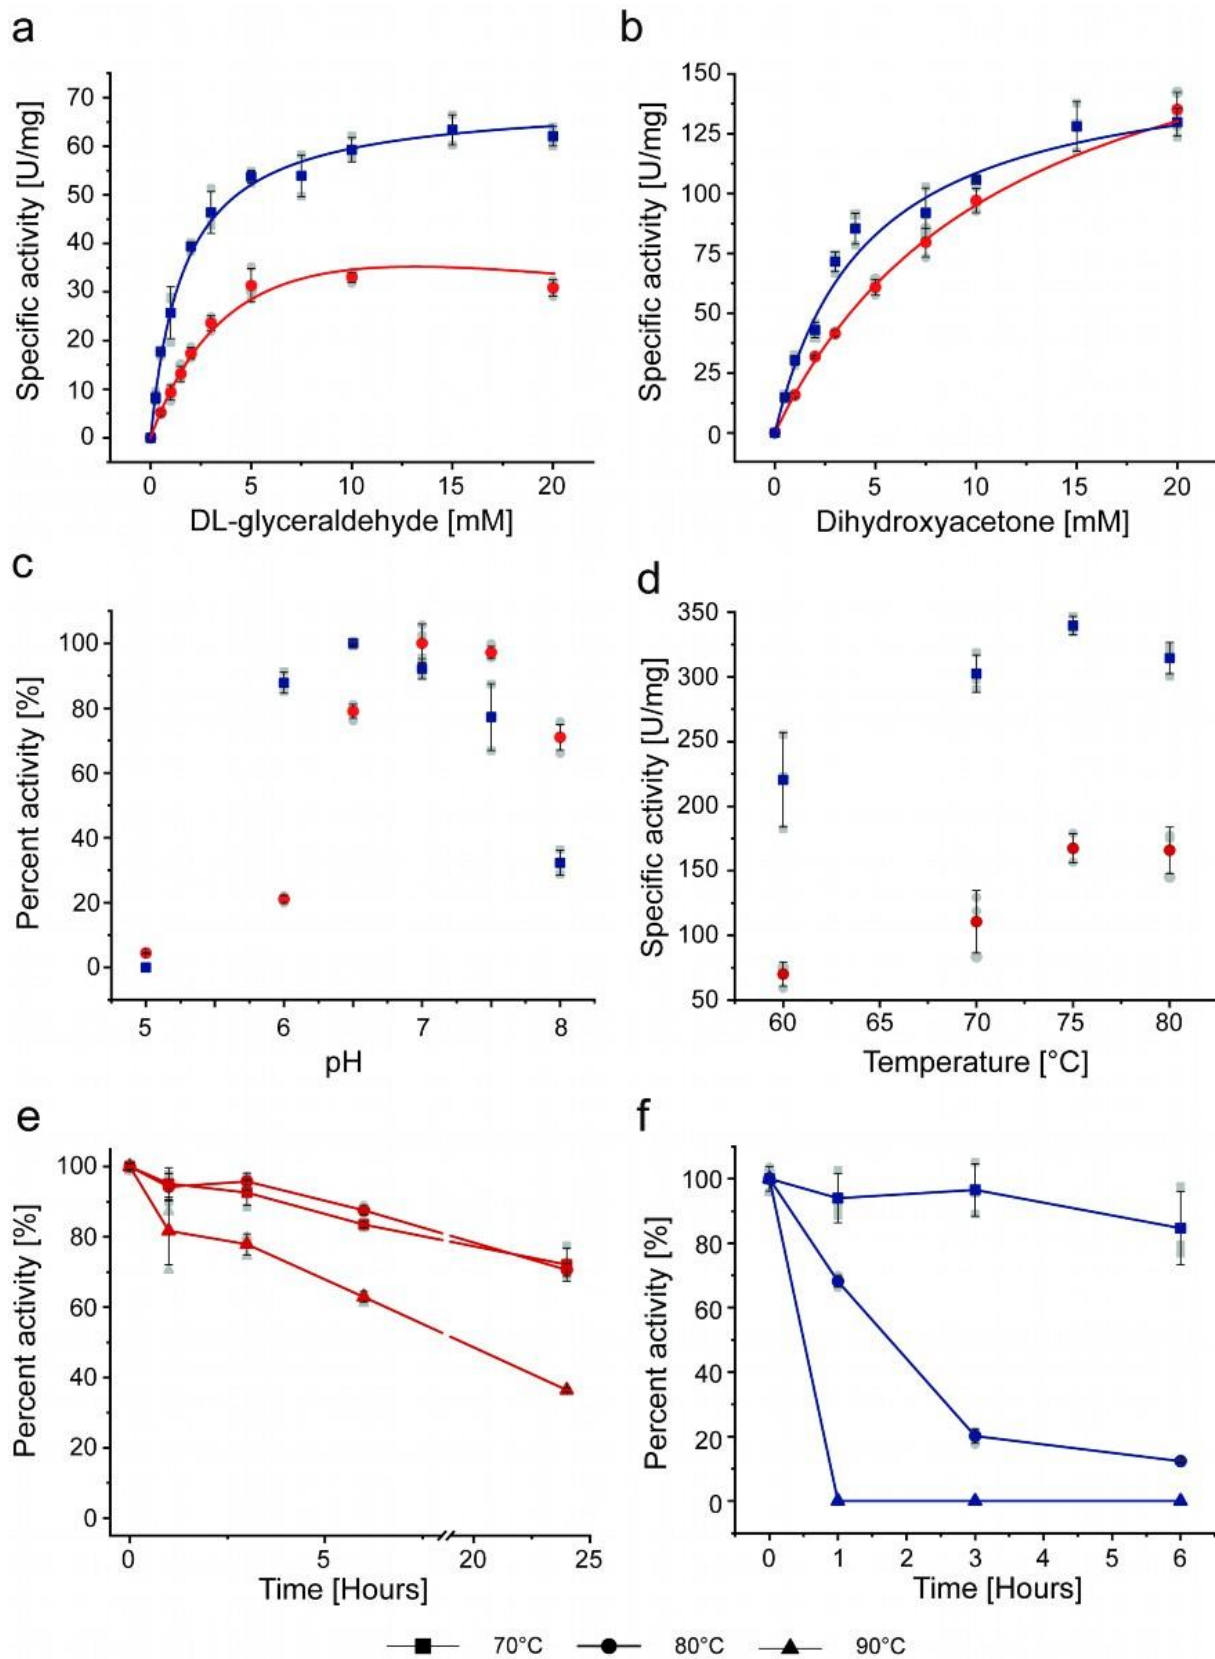 a
b
Specific activity [U/mg]
70
60
50
40
30
20
10
0
0 5 10 15 20
DL-glyceraldehyde [mM]
Specific activity [U/mg]
150
125
100
75
50
25
0
0 5 10 15 20
Dihydroxyacetone [mM]
c
d
Percent activity [%]
100
80
60
40
20
0
5 6 7 8
pH
Specific activity [U/mg]
350
300
250
200
150
100
50
60 65 70 75 80
Temperature [°C]
e
f
Percent activity [%]
100
80
60
40
20
0
0 5 20 25
Time [Hours]
Percent activity [%]
100
80
60
40
20
0
0 1 2 3 4 5 6
Time [Hours]
70°C 80°C 90°C